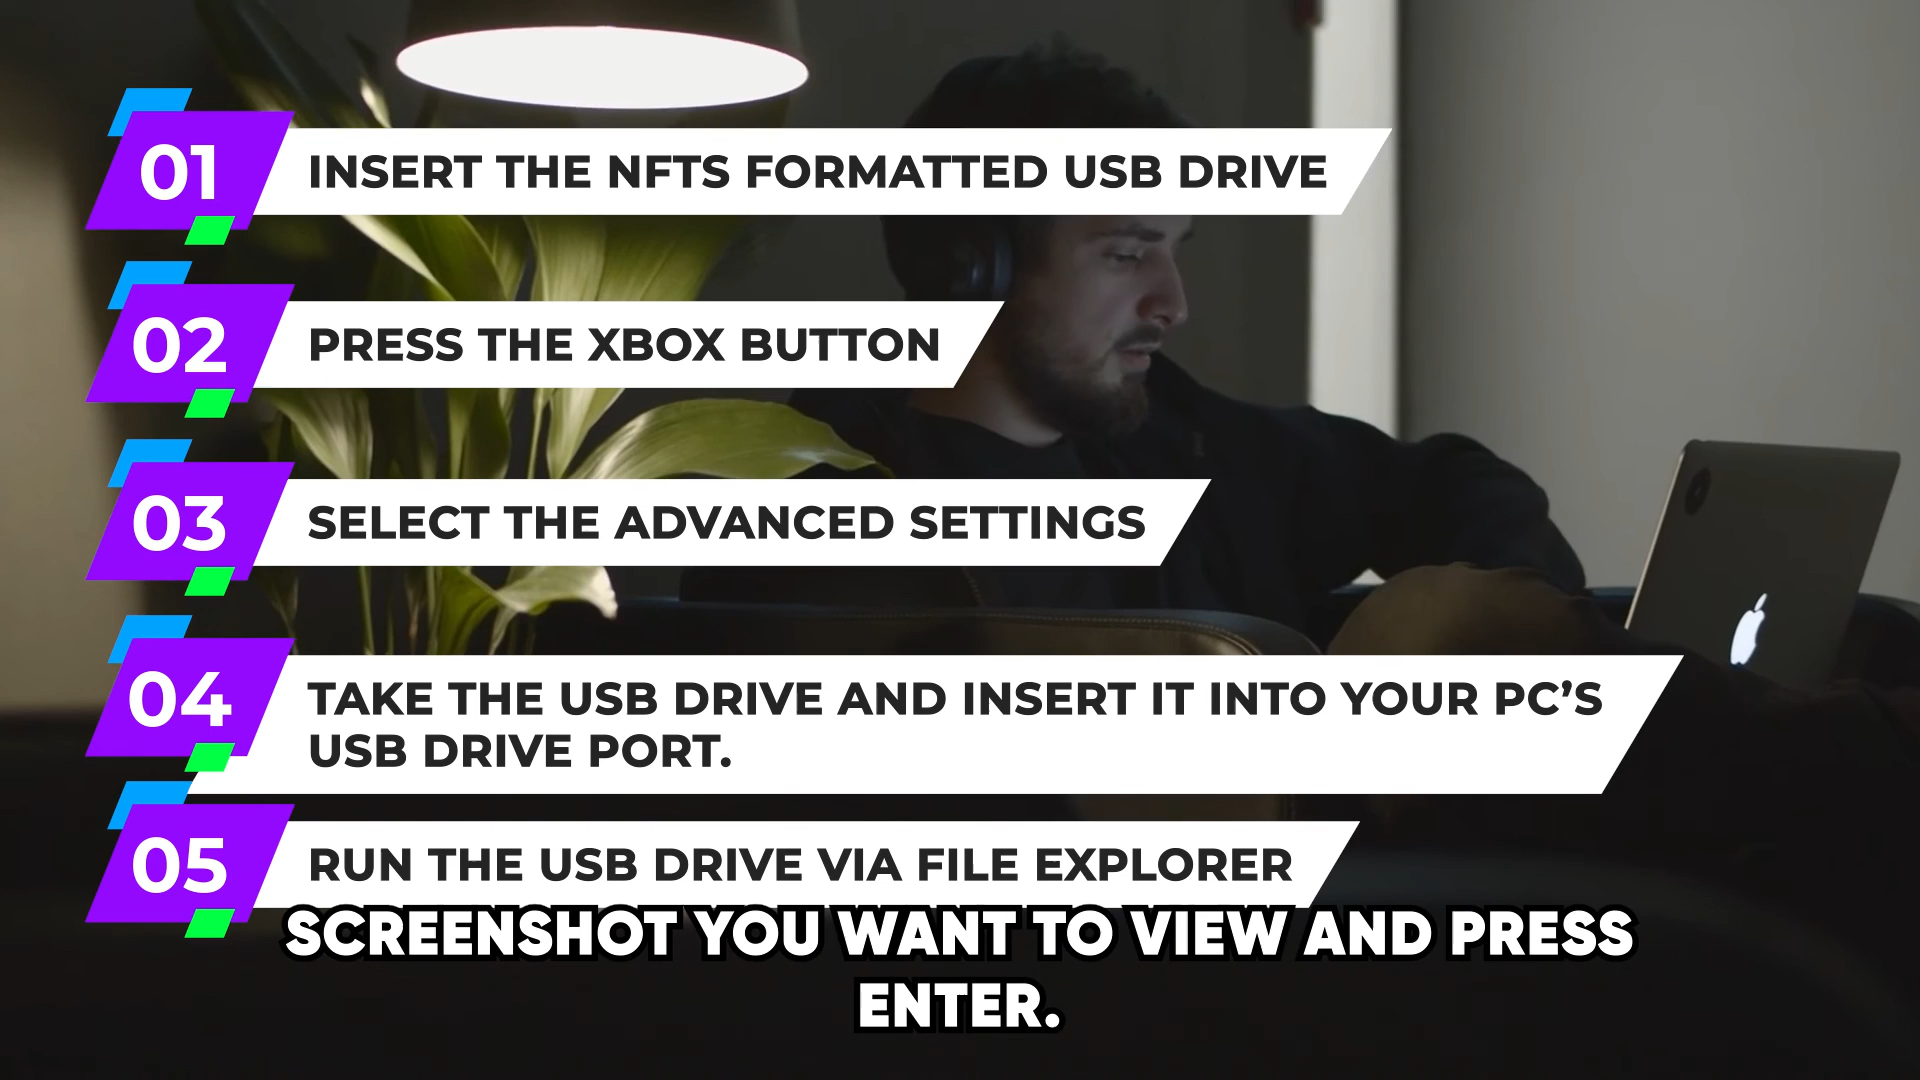 01
INSERT THE NFTS FORMATTED USB DRIVE
02
PRESS THE XBOX BUTTON
03
SELECT THE ADVANCED SETTINGS
04
TAKE THE USB DRIVE AND INSERT IT INTO YOUR PC’S
USB DRIVE PORT.
05
RUN THE USB DRIVE VIA FILE EXPLORER
SCREENSHOT YOU WANT TO VIEW AND PRESS
ENTER.